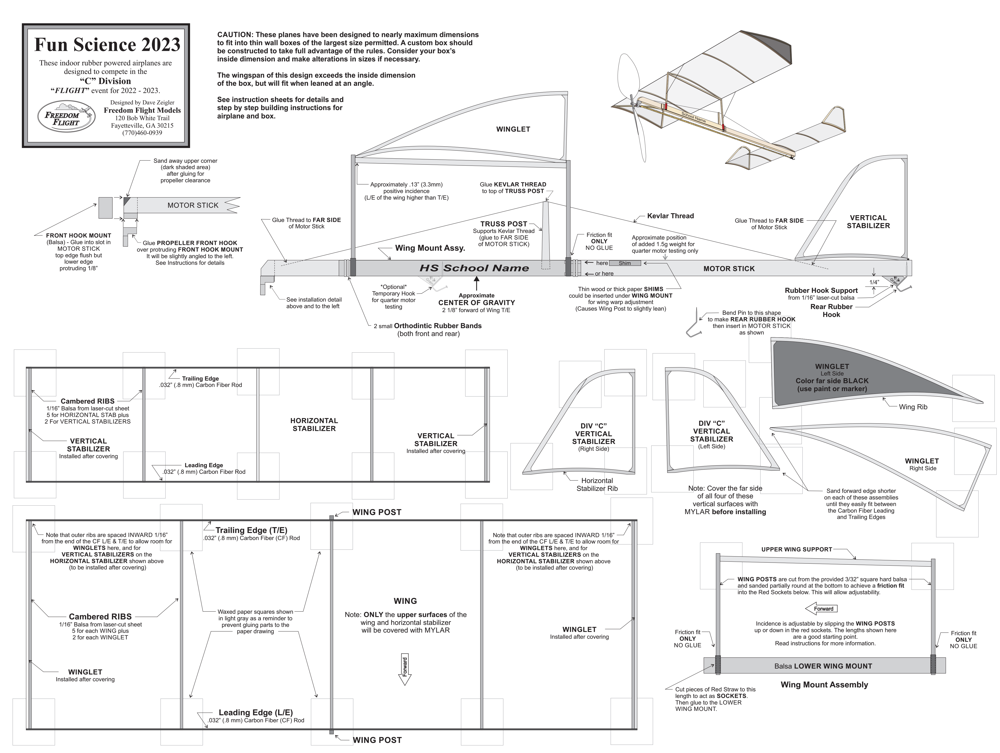 Fun Science 2023
These indoor rubber powered airplanes are
designed to compete in the
“C” Division
“FLIGHT” event for 2022 - 2023.
FREEDOM
FLIGHT
Designed by Dave Zeigler
Freedom Flight Models
120 Bob White Trail
Fayetteville, GA 30215
(770)460-0939
CAUTION: These planes have been designed to nearly maximum dimensions
to fit into thin wall boxes of the largest size permitted. A custom box should
be constructed to take full advantage of the rules. Consider your box’s
inside dimension and make alterations in sizes if necessary.
The wingspan of this design exceeds the inside dimension
of the box, but will fit when leaned at an angle.
See instruction sheets for details and
step by step building instructions for
airplane and box.
School Name
WINGLET
Sand away upper corner
(dark shaded area)
after gluing for
propeller clearance
MOTOR STICK
FRONT HOOK MOUNT
(Balsa) - Glue into slot in
MOTOR STICK
top edge flush but
lower edge
protruding 1/8”
Glue PROPELLER FRONT HOOK
over protruding FRONT HOOK MOUNT
It will be slightly angled to the left.
See Instructions for details
Approximately .13” (3.3mm)
positive incidence
(L/E of the wing higher than T/E)
Glue KEVLAR THREAD
to top of TRUSS POST
Glue Thread to FAR SIDE
of Motor Stick
TRUSS POST
Supports Kevlar Thread
(glue to FAR SIDE
of MOTOR STICK)
Kevlar Thread
Glue Thread to FAR SIDE
of Motor Stick
VERTICAL
STABILIZER
Friction fit
ONLY
NO GLUE
Approximate position
of added 1.5g weight for
quarter motor testing only
Wing Mount Assy.
HS School Name
here
Shim
or here
MOTOR STICK
Grain
Grain
1/4”
See installation detail
above and to the left
*Optional*
Temporary Hook
for quarter motor
testing
Approximate
CENTER OF GRAVITY
2 1/8” forward of Wing T/E
Thin wood or thick paper SHIMS
could be inserted under WING MOUNT
for wing warp adjustment
(Causes Wing Post to slightly lean)
Rubber Hook Support
from 1/16” laser-cut balsa
Rear Rubber
Hook
2 small Orthodintic Rubber Bands
(both front and rear)
Bend Pin to this shape
to make REAR RUBBER HOOK
then insert in MOTOR STICK
as shown
Trailing Edge
.032” (.8 mm) Carbon Fiber Rod
Cambered RIBS
1/16” Balsa from laser-cut sheet
5 for HORIZONTAL STAB plus
2 For VERTICAL STABILIZERS
VERTICAL
STABILIZER
Installed after covering
HORIZONTAL
STABILIZER
VERTICAL
STABILIZER
Installed after covering
Leading Edge
.032” (.8 mm) Carbon Fiber Rod
DIV “C”
VERTICAL
STABILIZER
(Right Side)
Horizontal
Stabilizer Rib
DIV “C”
VERTICAL
STABILIZER
(Left Side)
WINGLET
Left Side
Color far side BLACK
(use paint or marker)
Wing Rib
WINGLET
Right Side
Note: Cover the far side
of all four of these
vertical surfaces with
MYLAR before installing
Sand forward edge shorter
on each of these assemblies
until they easily fit between
the Carbon Fiber Leading
and Trailing Edges
WING POST
Trailing Edge (T/E)
.032” (.8 mm) Carbon Fiber (CF) Rod
Note that outer ribs are spaced INWARD 1/16”
from the end of the CF L/E & T/E to allow room for
WINGLETS here, and for
VERTICAL STABILIZERS on the
HORIZONTAL STABILIZER shown above
(to be installed after covering)
Note that outer ribs are spaced INWARD 1/16”
from the end of the CF L/E & T/E to allow room for
WINGLETS here, and for
VERTICAL STABILIZERS on the
HORIZONTAL STABILIZER shown above
(to be installed after covering)
Cambered RIBS
1/16” Balsa from laser-cut sheet
5 for each WING plus
2 for each WINGLET
Waxed paper squares shown
in light gray as a reminder to
prevent gluing parts to the
paper drawing
WING
Note: ONLY the upper surfaces of the
wing and horizontal stabilizer
will be covered with MYLAR
WINGLET
Installed after covering
WINGLET
Installed after covering
Forward
Leading Edge (L/E)
.032” (.8 mm) Carbon Fiber (CF) Rod
WING POST
UPPER WING SUPPORT
WING POSTS are cut from the provided 3/32” square hard balsa
and sanded partially round at the bottom to achieve a friction fit
into the Red Sockets below. This will allow adjustability.
Forward
Incidence is adjustable by slipping the WING POSTS
up or down in the red sockets. The lengths shown here
are a good starting point.
Read instructions for more information.
Friction fit
ONLY
NO GLUE
Friction fit
ONLY
NO GLUE
Balsa LOWER WING MOUNT
Wing Mount Assembly
Cut pieces of Red Straw to this
length to act as SOCKETS.
Then glue to the LOWER
WING MOUNT.